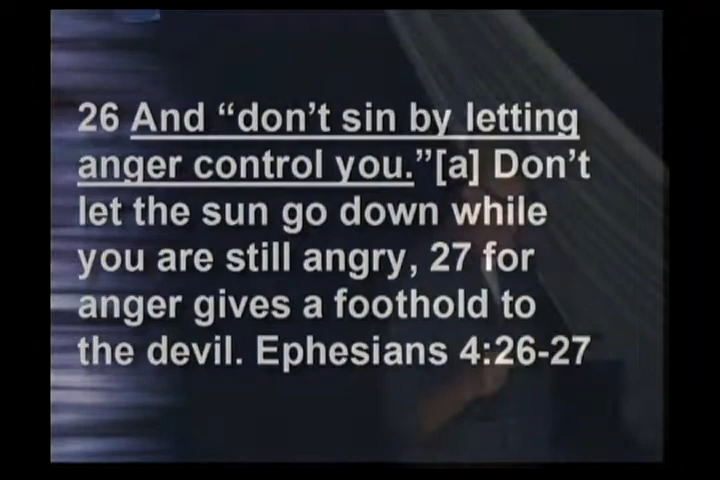 26 And “don’t sin by letting
anger control you.”[a] Don’t
let the sun go down while
you are still angry, 27 for
anger gives a foothold to
the devil. Ephesians 4:26-27